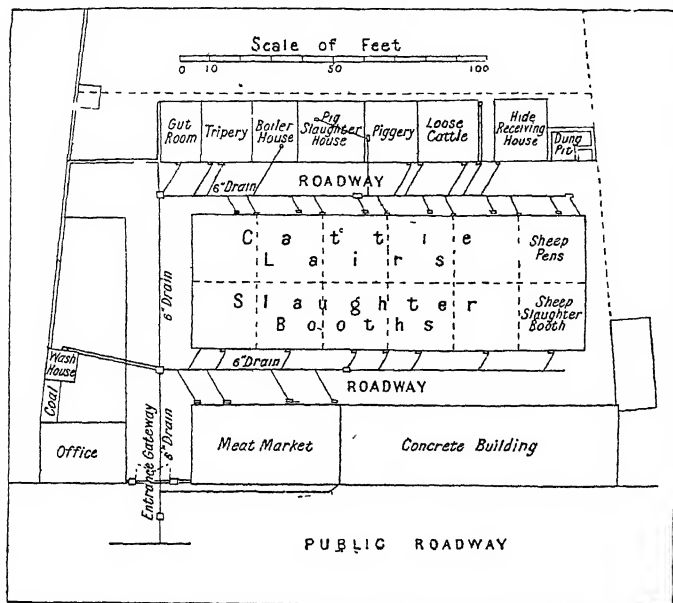 Scale of Feet
0 10 50 100
Gut
Room
Tripery
Boiler
House
Pig
Slaughter
House
Piggery
Loose
Cattle
Hide
Receiving
House
Dung
Pit
6" Drain
ROADWAY
Cattle
Lairs
Sheep
Pens
6" Drain
Slaughter
Booths
Sheep
Slaughter
Booth
6" Drain
ROADWAY
Wash
House
Coal
Office
Entrance Gateway
6" Drain
Meat Market
Concrete Building
PUBLIC ROADWAY